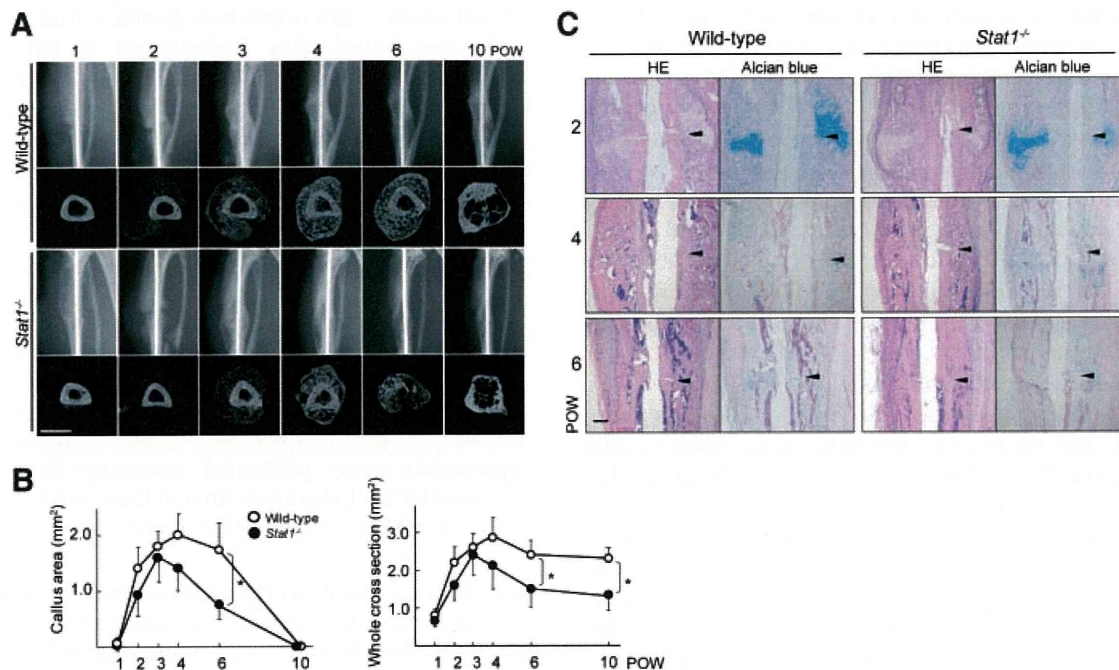 A
1 2 3 4 6 10 POW
Wild-type
Stat1-/-
C
Wild-type Stat1-/-
HE Alcian blue HE Alcian blue
2
4
6
POW
B
Callus area (mm²)
2.0
1.0
Wild-type
Stat1-/-
*
1 2 3 4 6 10
Whole cross section (mm²)
3.0
2.0
1.0
* *
1 2 3 4 6 10 POW